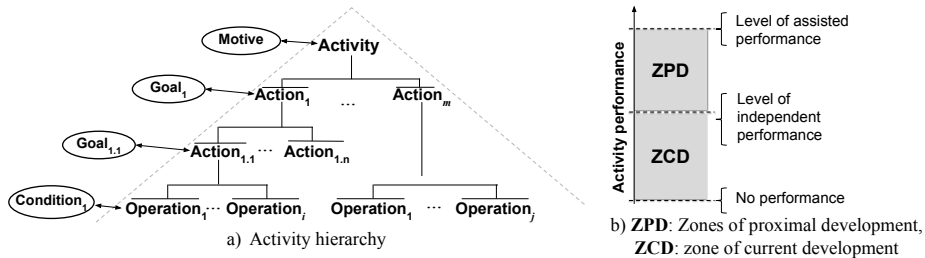 Motive
Activity
Goal1
Action1 ... Actionm
Goal1.1
Action1.1 ... Action1.n
Condition1
Operation1 ... Operationi Operation1 ... Operationj
a) Activity hierarchy
Activity performance
ZPD
ZCD
Level of assisted
performance
Level of
independent
performance
No performance
b) ZPD: Zones of proximal development,
ZCD: zone of current development